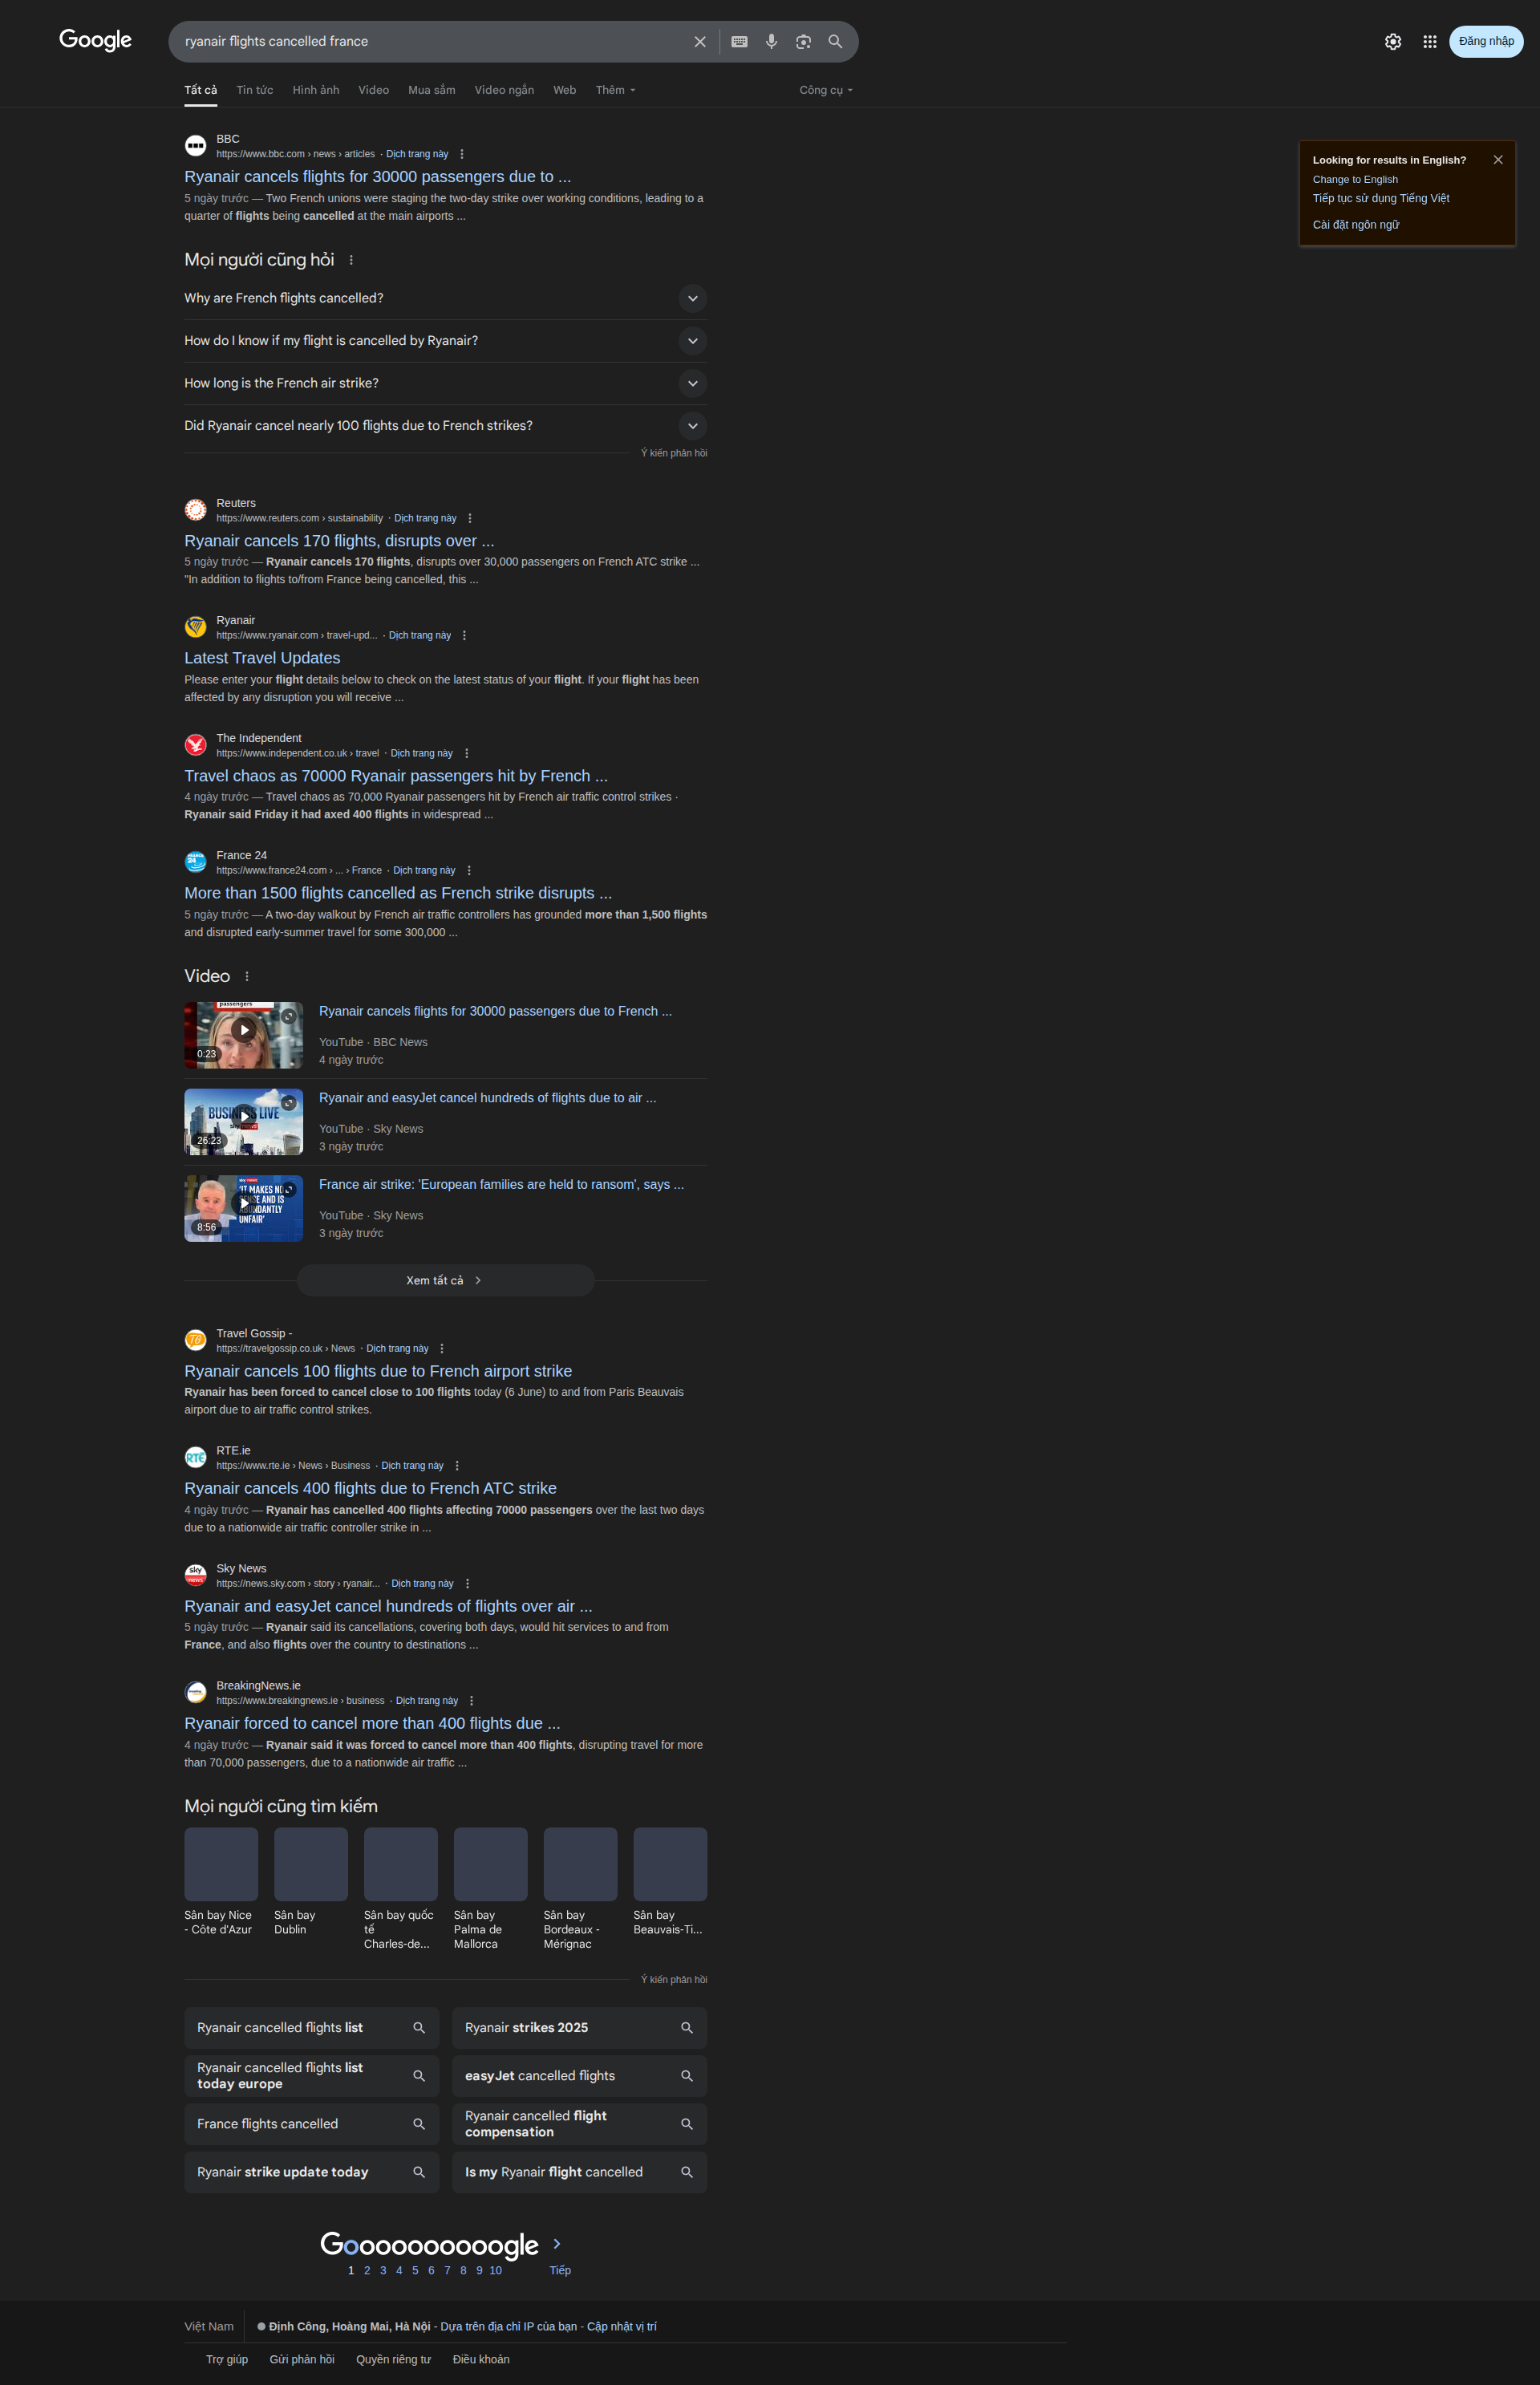 Google
ryanair flights cancelled france
Đăng nhập
Tất cả
Tin tức
Hình ảnh
Video
Mua sắm
Video ngắn
Web
Thêm
Công cụ
Looking for results in English?
Change to English
Tiếp tục sử dụng Tiếng Việt
Cài đặt ngôn ngữ
BBC
https://www.bbc.com › news › articles · Dịch trang này
Ryanair cancels flights for 30000 passengers due to ...
5 ngày trước — Two French unions were staging the two-day strike over working conditions, leading to a
quarter of flights being cancelled at the main airports ...
Mọi người cũng hỏi
Why are French flights cancelled?
How do I know if my flight is cancelled by Ryanair?
How long is the French air strike?
Did Ryanair cancel nearly 100 flights due to French strikes?
Ý kiến phản hồi
Reuters
https://www.reuters.com › sustainability · Dịch trang này
Ryanair cancels 170 flights, disrupts over ...
5 ngày trước — Ryanair cancels 170 flights, disrupts over 30,000 passengers on French ATC strike ...
"In addition to flights to/from France being cancelled, this ...
Ryanair
https://www.ryanair.com › travel-upd... · Dịch trang này
Latest Travel Updates
Please enter your flight details below to check on the latest status of your flight. If your flight has been
affected by any disruption you will receive ...
The Independent
https://www.independent.co.uk › travel · Dịch trang này
Travel chaos as 70000 Ryanair passengers hit by French ...
4 ngày trước — Travel chaos as 70,000 Ryanair passengers hit by French air traffic control strikes ·
Ryanair said Friday it had axed 400 flights in widespread ...
FRANCE 24
France 24
https://www.france24.com › ... › France · Dịch trang này
More than 1500 flights cancelled as French strike disrupts ...
5 ngày trước — A two-day walkout by French air traffic controllers has grounded more than 1,500 flights
and disrupted early-summer travel for some 300,000 ...
Video
passengers
0:23
Ryanair cancels flights for 30000 passengers due to French ...
YouTube · BBC News
4 ngày trước
BUSINESS LIVE
sky news
26:23
Ryanair and easyJet cancel hundreds of flights due to air ...
YouTube · Sky News
3 ngày trước
sky news
'IT MAKES NO
SENSE AND IS
ABUNDANTLY
UNFAIR'
8:56
France air strike: 'European families are held to ransom', says ...
YouTube · Sky News
3 ngày trước
Xem tất cả
TG
Travel Gossip -
https://travelgossip.co.uk › News · Dịch trang này
Ryanair cancels 100 flights due to French airport strike
Ryanair has been forced to cancel close to 100 flights today (6 June) to and from Paris Beauvais
airport due to air traffic control strikes.
RTÉ
RTE.ie
https://www.rte.ie › News › Business · Dịch trang này
Ryanair cancels 400 flights due to French ATC strike
4 ngày trước — Ryanair has cancelled 400 flights affecting 70000 passengers over the last two days
due to a nationwide air traffic controller strike in ...
sky news
Sky News
https://news.sky.com › story › ryanair... · Dịch trang này
Ryanair and easyJet cancel hundreds of flights over air ...
5 ngày trước — Ryanair said its cancellations, covering both days, would hit services to and from
France, and also flights over the country to destinations ...
BreakingNews.ie
https://www.breakingnews.ie › business · Dịch trang này
Ryanair forced to cancel more than 400 flights due ...
4 ngày trước — Ryanair said it was forced to cancel more than 400 flights, disrupting travel for more
than 70,000 passengers, due to a nationwide air traffic ...
Mọi người cũng tìm kiếm
Sân bay Nice
- Côte d'Azur
Sân bay
Dublin
Sân bay quốc
tế
Charles-de...
Sân bay
Palma de
Mallorca
Sân bay
Bordeaux -
Mérignac
Sân bay
Beauvais-Ti...
Ý kiến phản hồi
Ryanair cancelled flights list
Ryanair strikes 2025
Ryanair cancelled flights list
today europe
easyJet cancelled flights
France flights cancelled
Ryanair cancelled flight
compensation
Ryanair strike update today
Is my Ryanair flight cancelled
Goooooooooogle
1 2 3 4 5 6 7 8 9 10 Tiếp
Việt Nam
Định Công, Hoàng Mai, Hà Nội - Dựa trên địa chỉ IP của bạn - Cập nhật vị trí
Trợ giúp
Gửi phản hồi
Quyền riêng tư
Điều khoản